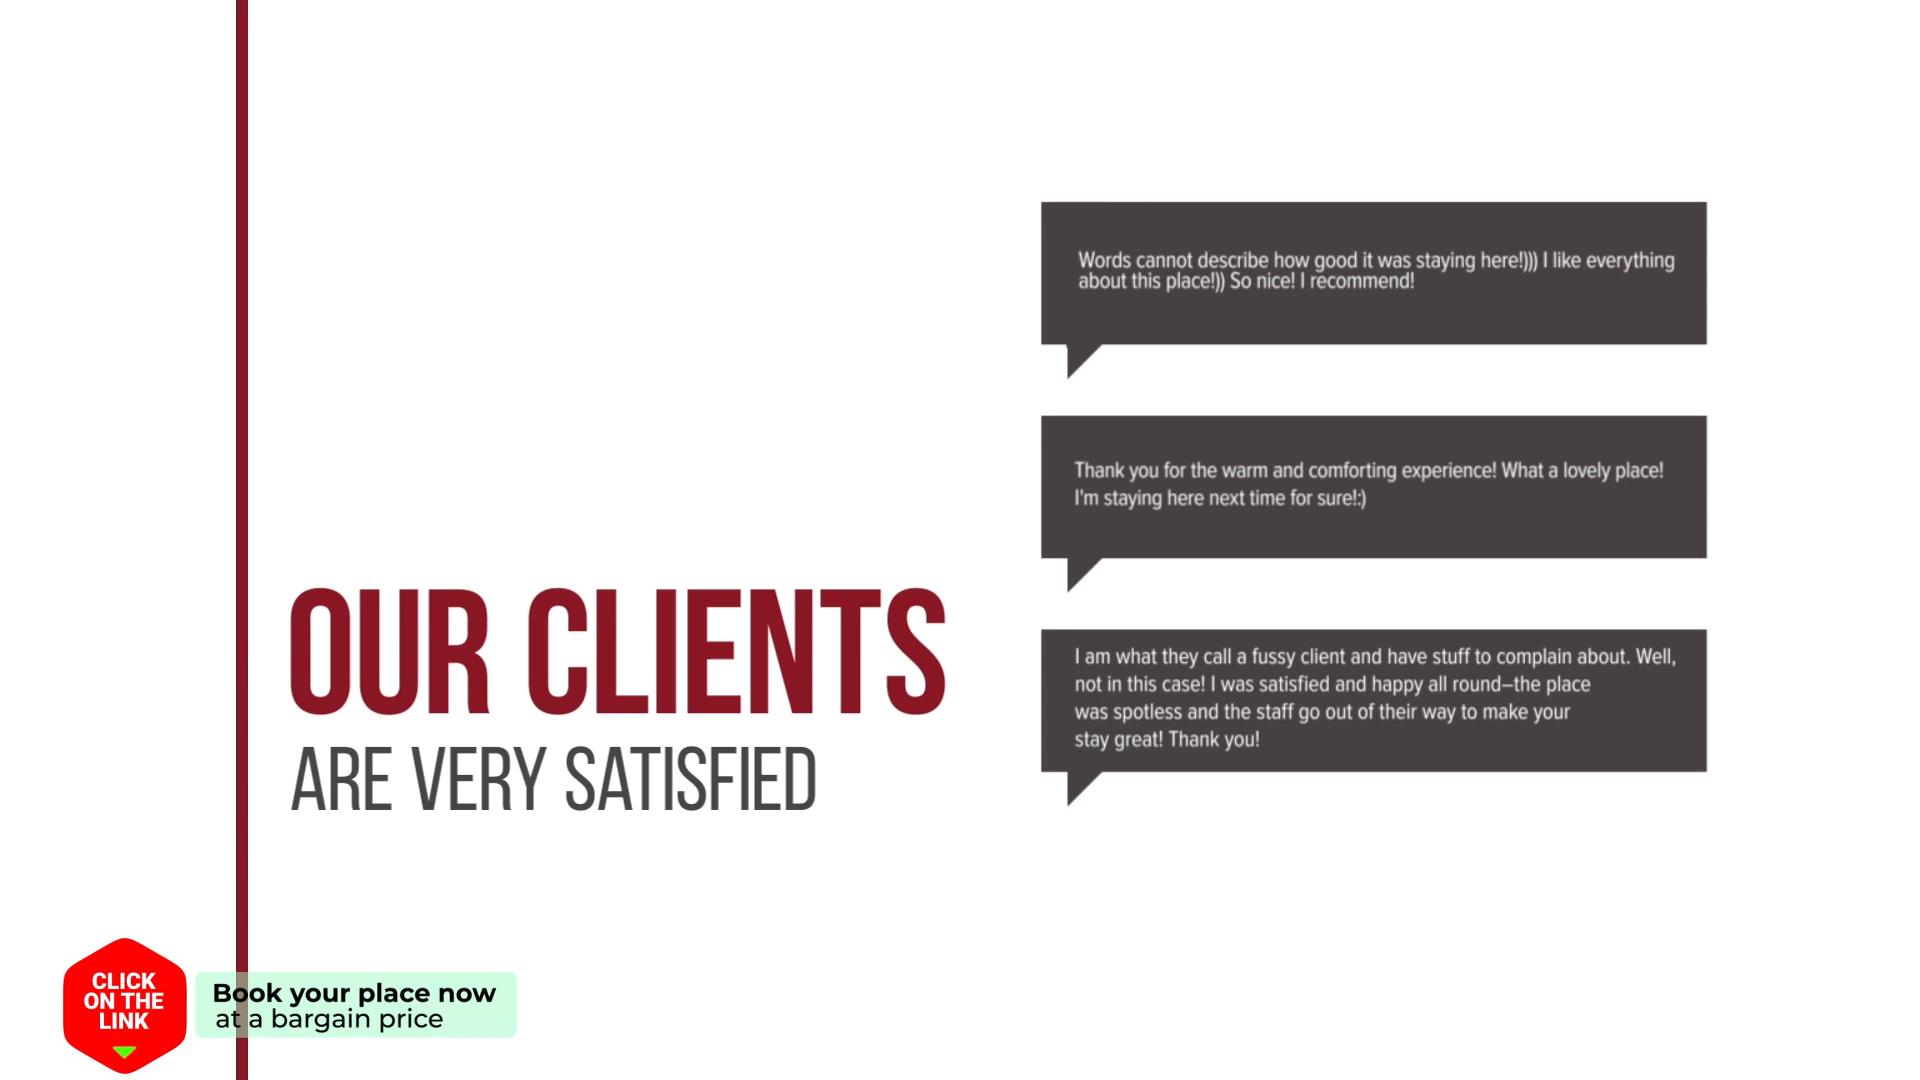 OUR CLIENTS
ARE VERY SATISFIED
Words cannot describe how good it was staying here!))) I like everything
about this place!)) So nice! I recommend!
Thank you for the warm and comforting experience! What a lovely place!
I'm staying here next time for sure!:)
I am what they call a fussy client and have stuff to complain about. Well,
not in this case! I was satisfied and happy all round–the place
was spotless and the staff go out of their way to make your
stay great! Thank you!
CLICK
ON THE
LINK
Book your place now
at a bargain price